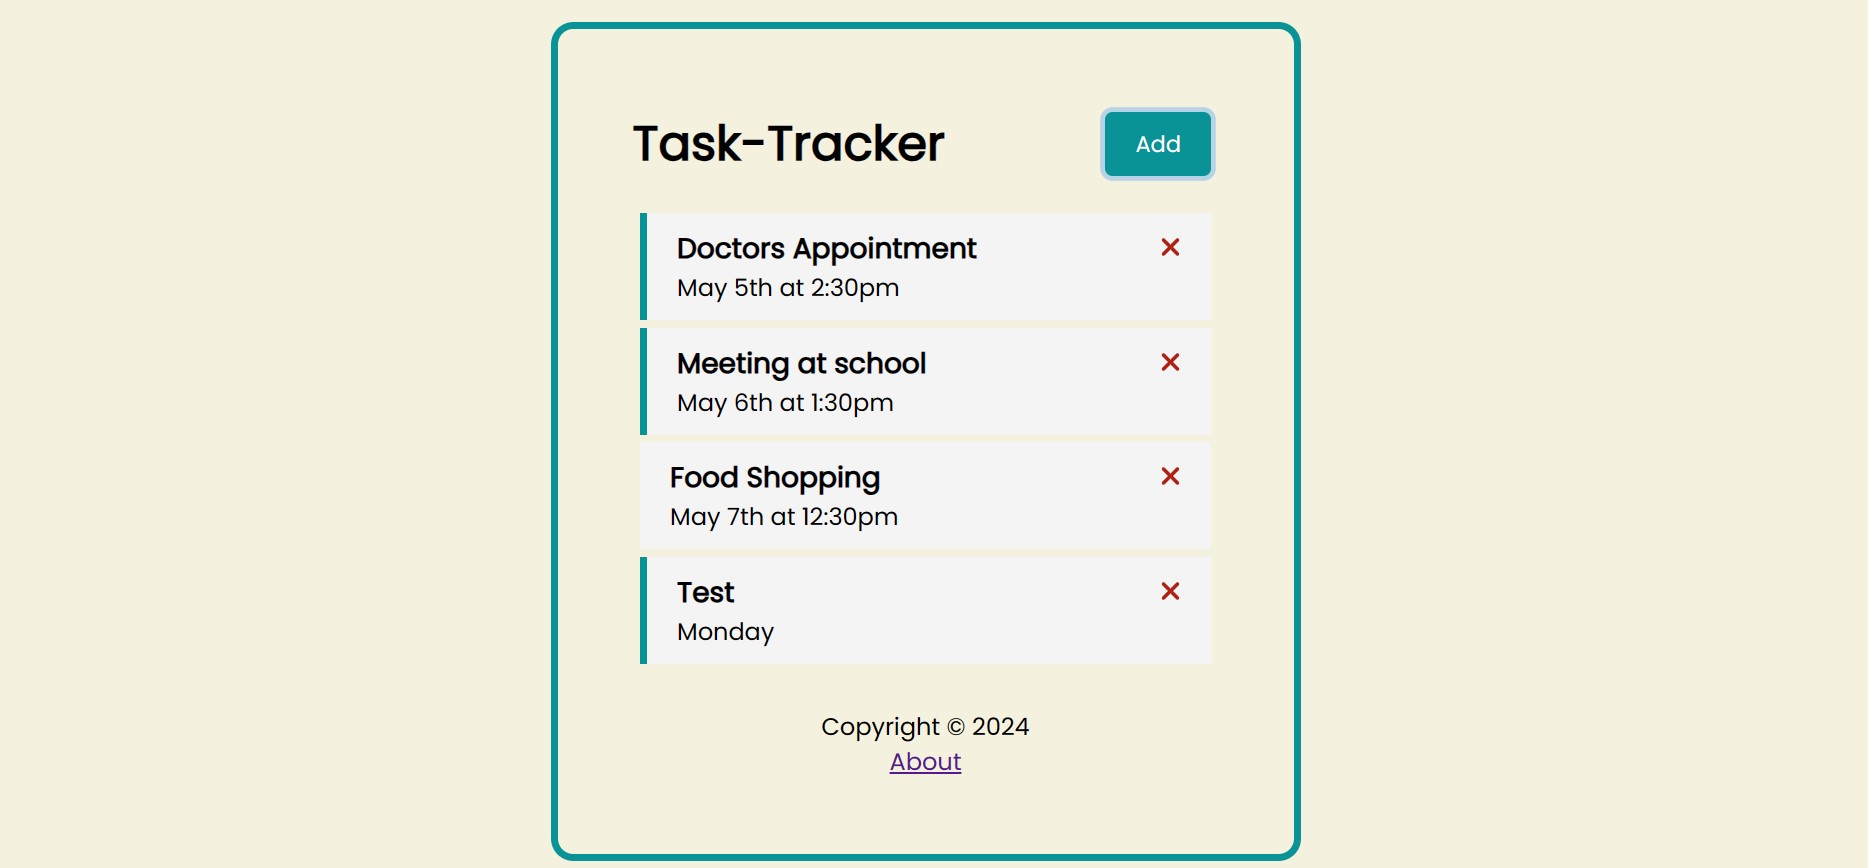 Task-Tracker
Add
Doctors Appointment
May 5th at 2:30pm
Meeting at school
May 6th at 1:30pm
Food Shopping
May 7th at 12:30pm
Test
Monday
Copyright © 2024
About